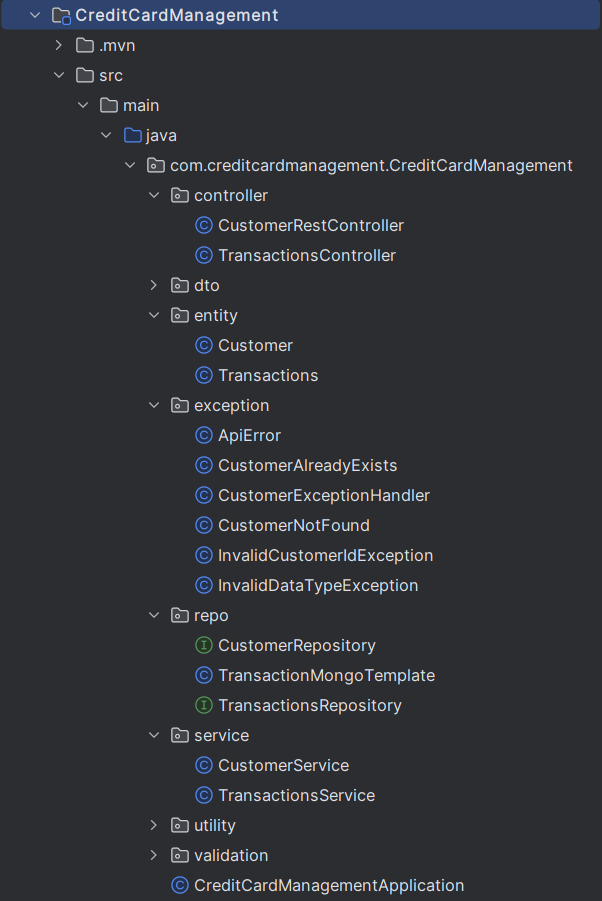 CreditCardManagement
.mvn
src
main
java
com.creditcardmanagement.CreditCardManagement
controller
C CustomerRestController
C TransactionsController
dto
entity
C Customer
C Transactions
exception
C ApiError
C CustomerAlreadyExists
C CustomerExceptionHandler
C CustomerNotFound
C InvalidCustomerIdException
C InvalidDataTypeException
repo
I CustomerRepository
C TransactionMongoTemplate
I TransactionsRepository
service
C CustomerService
C TransactionsService
utility
validation
C CreditCardManagementApplication